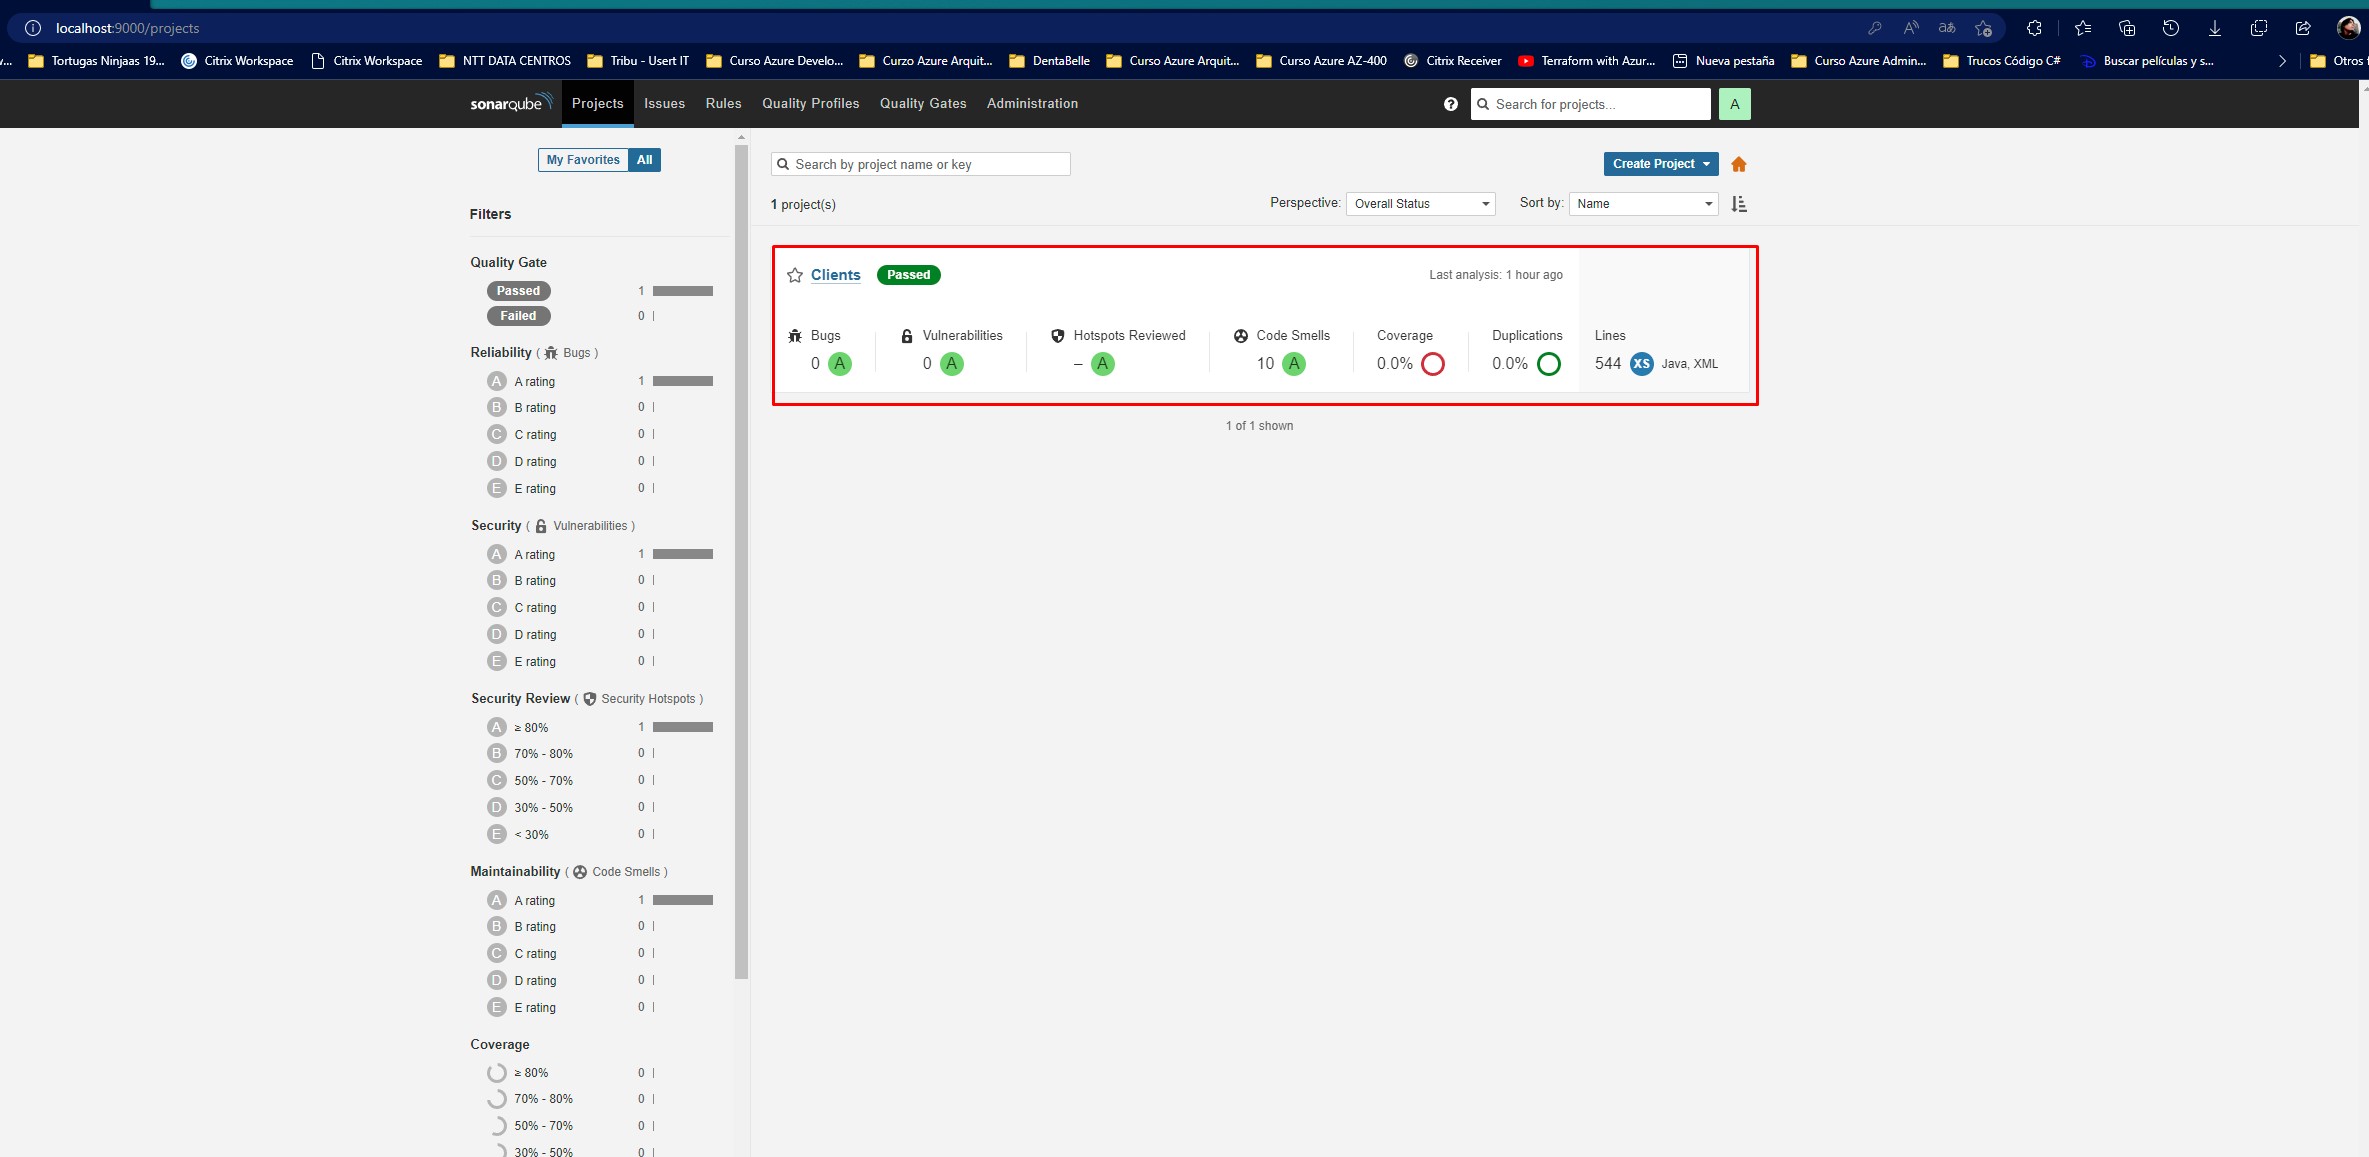 localhost:9000/projects
Tortugas Ninjaas 19... Citrix Workspace Citrix Workspace NTT DATA CENTROS Tribu - Usert IT Curso Azure Develo... Curzo Azure Arquit... DentaBelle Curso Azure Arquit... Curso Azure AZ-400 Citrix Receiver Terraform with Azur... Nueva pestaña Curso Azure Admin... Trucos Código C# Buscar películas y s... Otros
sonarqube Projects Issues Rules Quality Profiles Quality Gates Administration ? Search for projects... A
My Favorites All
Filters
Quality Gate
Passed 1
Failed 0
Reliability ( Bugs )
A A rating 1
B B rating 0
C C rating 0
D D rating 0
E E rating 0
Security ( Vulnerabilities )
A A rating 1
B B rating 0
C C rating 0
D D rating 0
E E rating 0
Security Review ( Security Hotspots )
A ≥ 80% 1
B 70% - 80% 0
C 50% - 70% 0
D 30% - 50% 0
E < 30% 0
Maintainability ( Code Smells )
A A rating 1
B B rating 0
C C rating 0
D D rating 0
E E rating 0
Coverage
≥ 80% 0
70% - 80% 0
50% - 70% 0
30% - 50% 0
Search by project name or key Create Project
1 project(s) Perspective: Overall Status Sort by: Name
Clients Passed Last analysis: 1 hour ago
Bugs Vulnerabilities Hotspots Reviewed Code Smells Coverage Duplications Lines
0 A 0 A – A 10 A 0.0% 0.0% 544 XS Java, XML
1 of 1 shown